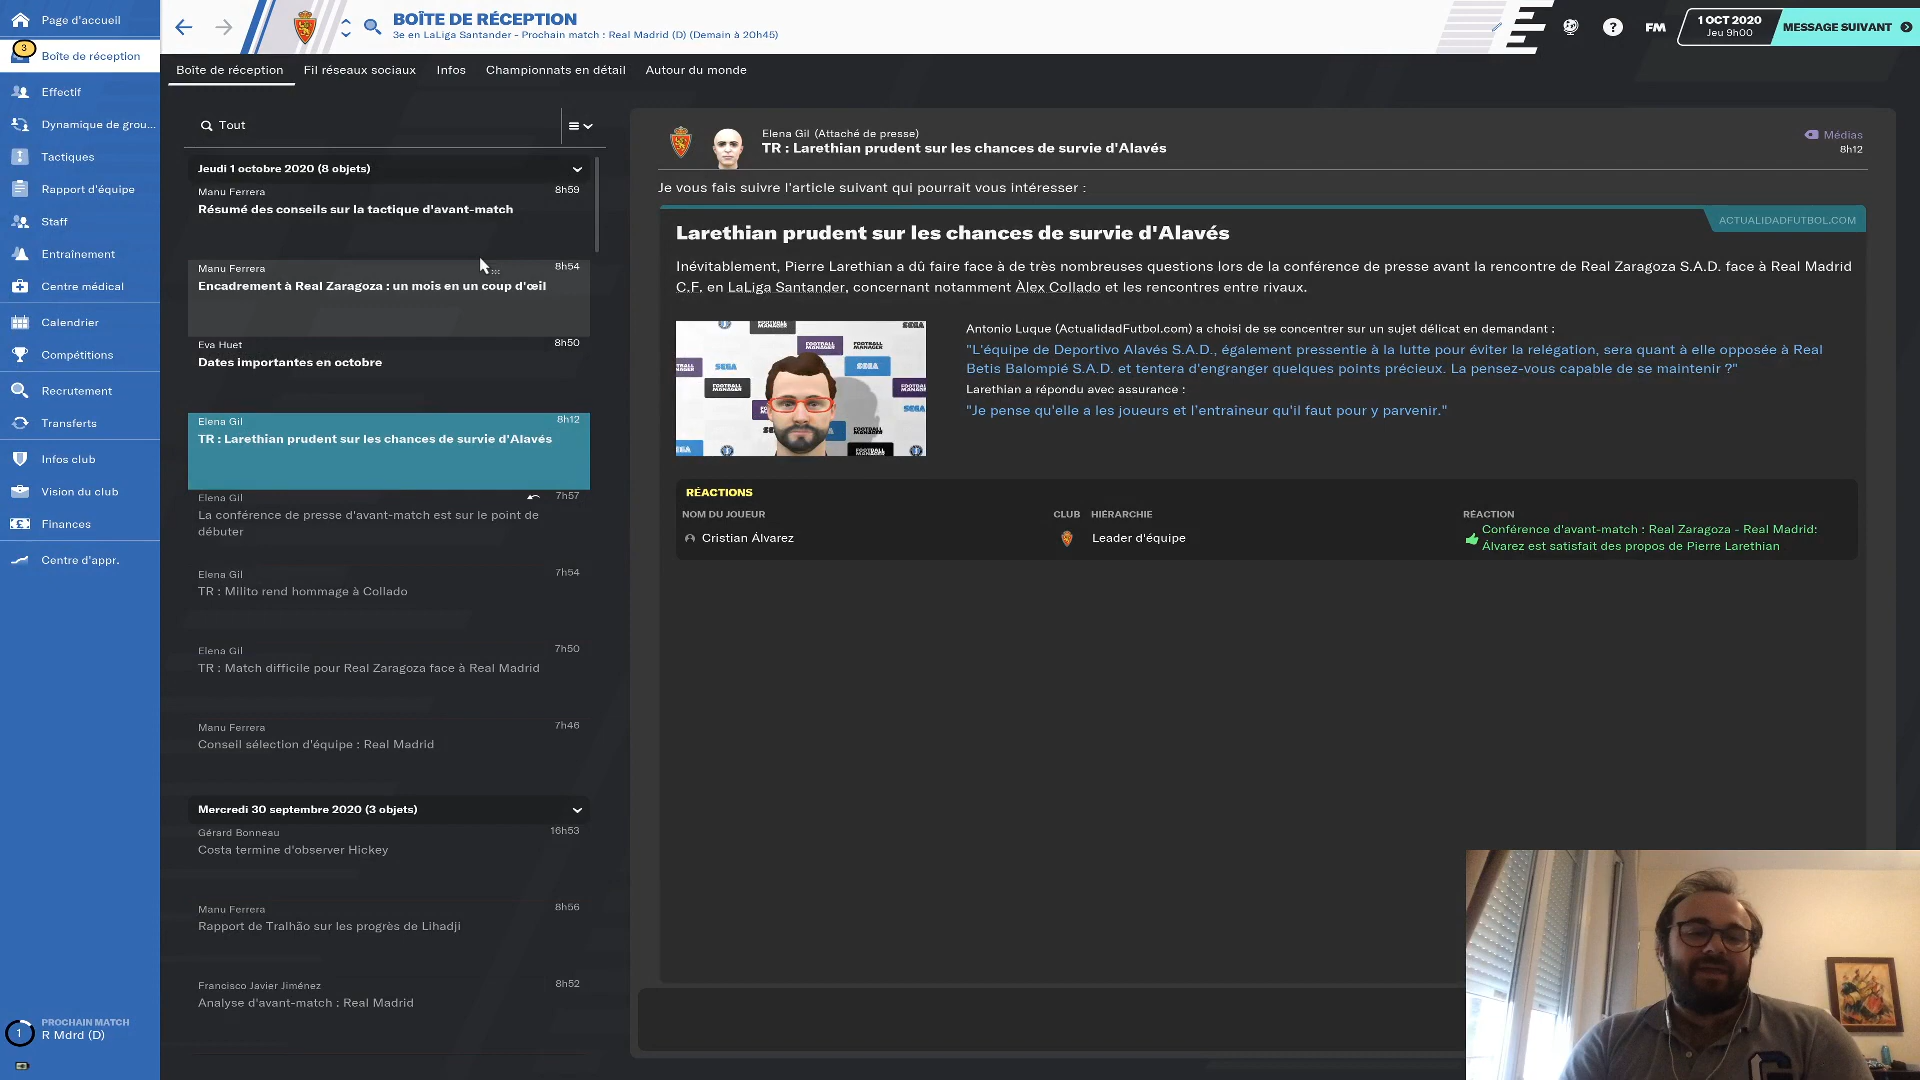 Page d'accueil
3
Boîte de réception
Effectif
Dynamique de grou...
Tactiques
Rapport d'équipe
Staff
Entraînement
Centre médical
Calendrier
Compétitions
Recrutement
Transferts
Infos club
Vision du club
Finances
Centre d'appr.
1
PROCHAIN MATCH
R Mdrd (D)
BOÎTE DE RÉCEPTION
3e en LaLiga Santander - Prochain match : Real Madrid (D) (Demain à 20h45)
FM
1 OCT 2020
Jeu 9h00
MESSAGE SUIVANT
Boîte de réception
Fil réseaux sociaux
Infos
Championnats en détail
Autour du monde
Tout
Jeudi 1 octobre 2020 (8 objets)
Manu Ferrera 8h59
Résumé des conseils sur la tactique d'avant-match
Manu Ferrera 8h54
Encadrement à Real Zaragoza : un mois en un coup d'œil
Eva Huet 8h50
Dates importantes en octobre
Elena Gil 8h12
TR : Larethian prudent sur les chances de survie d'Alavés
Elena Gil 7h57
La conférence de presse d'avant-match est sur le point de
débuter
Elena Gil 7h54
TR : Milito rend hommage à Collado
Elena Gil 7h50
TR : Match difficile pour Real Zaragoza face à Real Madrid
Manu Ferrera 7h46
Conseil sélection d'équipe : Real Madrid
Mercredi 30 septembre 2020 (3 objets)
Gérard Bonneau 16h53
Costa termine d'observer Hickey
Manu Ferrera 8h56
Rapport de Tralhão sur les progrès de Lihadji
Francisco Javier Jiménez 8h52
Analyse d'avant-match : Real Madrid
Elena Gil (Attaché de presse)
TR : Larethian prudent sur les chances de survie d'Alavés
Médias
8h12
Je vous fais suivre l'article suivant qui pourrait vous intéresser :
ACTUALIDADFUTBOL.COM
Larethian prudent sur les chances de survie d'Alavés
Inévitablement, Pierre Larethian a dû faire face à de très nombreuses questions lors de la conférence de presse avant la rencontre de Real Zaragoza S.A.D. face à Real Madrid
C.F. en LaLiga Santander, concernant notamment Àlex Collado et les rencontres entre rivaux.
Antonio Luque (ActualidadFutbol.com) a choisi de se concentrer sur un sujet délicat en demandant :
"L'équipe de Deportivo Alavés S.A.D., également pressentie à la lutte pour éviter la relégation, sera quant à elle opposée à Real
Betis Balompié S.A.D. et tentera d'engranger quelques points précieux. La pensez-vous capable de se maintenir ?"
Larethian a répondu avec assurance :
"Je pense qu'elle a les joueurs et l'entraîneur qu'il faut pour y parvenir."
FOOTBALL MANAGER
SEGA
RÉACTIONS
NOM DU JOUEUR CLUB HIÉRARCHIE RÉACTION
Cristian Álvarez Leader d'équipe
Conférence d'avant-match : Real Zaragoza - Real Madrid:
Álvarez est satisfait des propos de Pierre Larethian